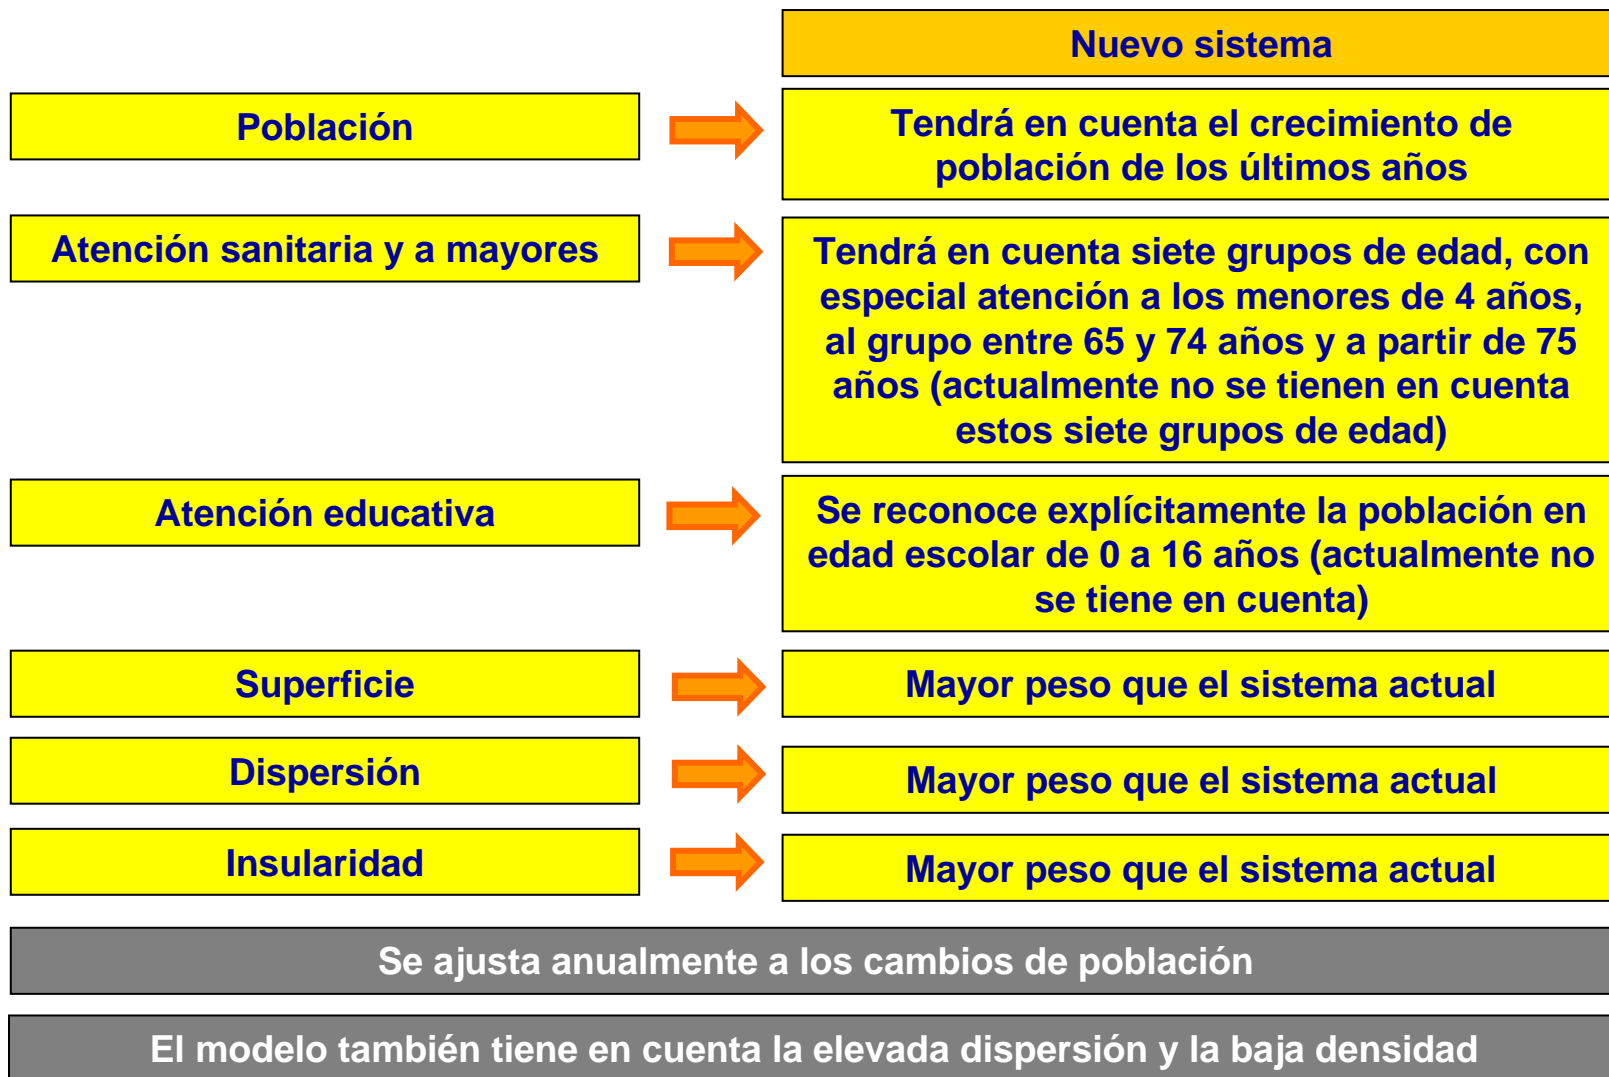 Nuevo sistema
Población
Tendrá en cuenta el crecimiento de
población de los últimos años
Atención sanitaria y a mayores
Tendrá en cuenta siete grupos de edad, con
especial atención a los menores de 4 años,
al grupo entre 65 y 74 años y a partir de 75
años (actualmente no se tienen en cuenta
estos siete grupos de edad)
Atención educativa
Se reconoce explícitamente la población en
edad escolar de 0 a 16 años (actualmente no
se tiene en cuenta)
Superficie
Mayor peso que el sistema actual
Dispersión
Mayor peso que el sistema actual
Insularidad
Mayor peso que el sistema actual
Se ajusta anualmente a los cambios de población
El modelo también tiene en cuenta la elevada dispersión y la baja densidad